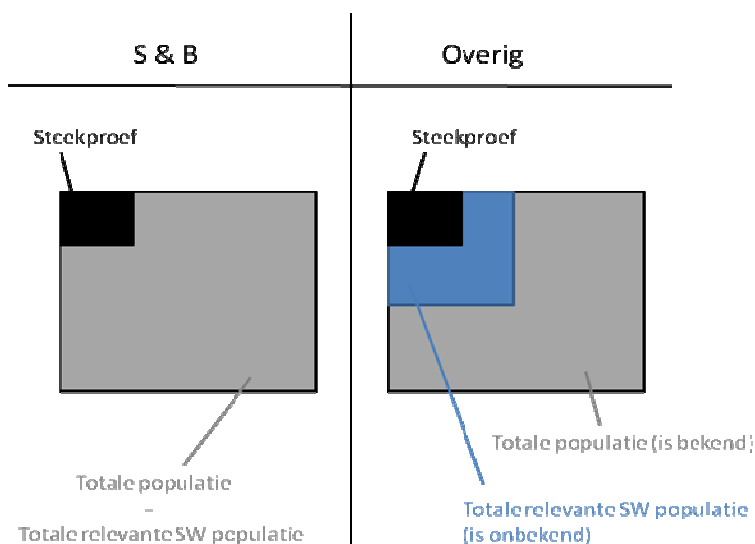 S & B
Overig
Steekproef
Steekproef
Totale populatie (is bekend)
Totale populatie
=
Totale relevante SW populatie
Totale relevante SW populatie
(is onbekend)